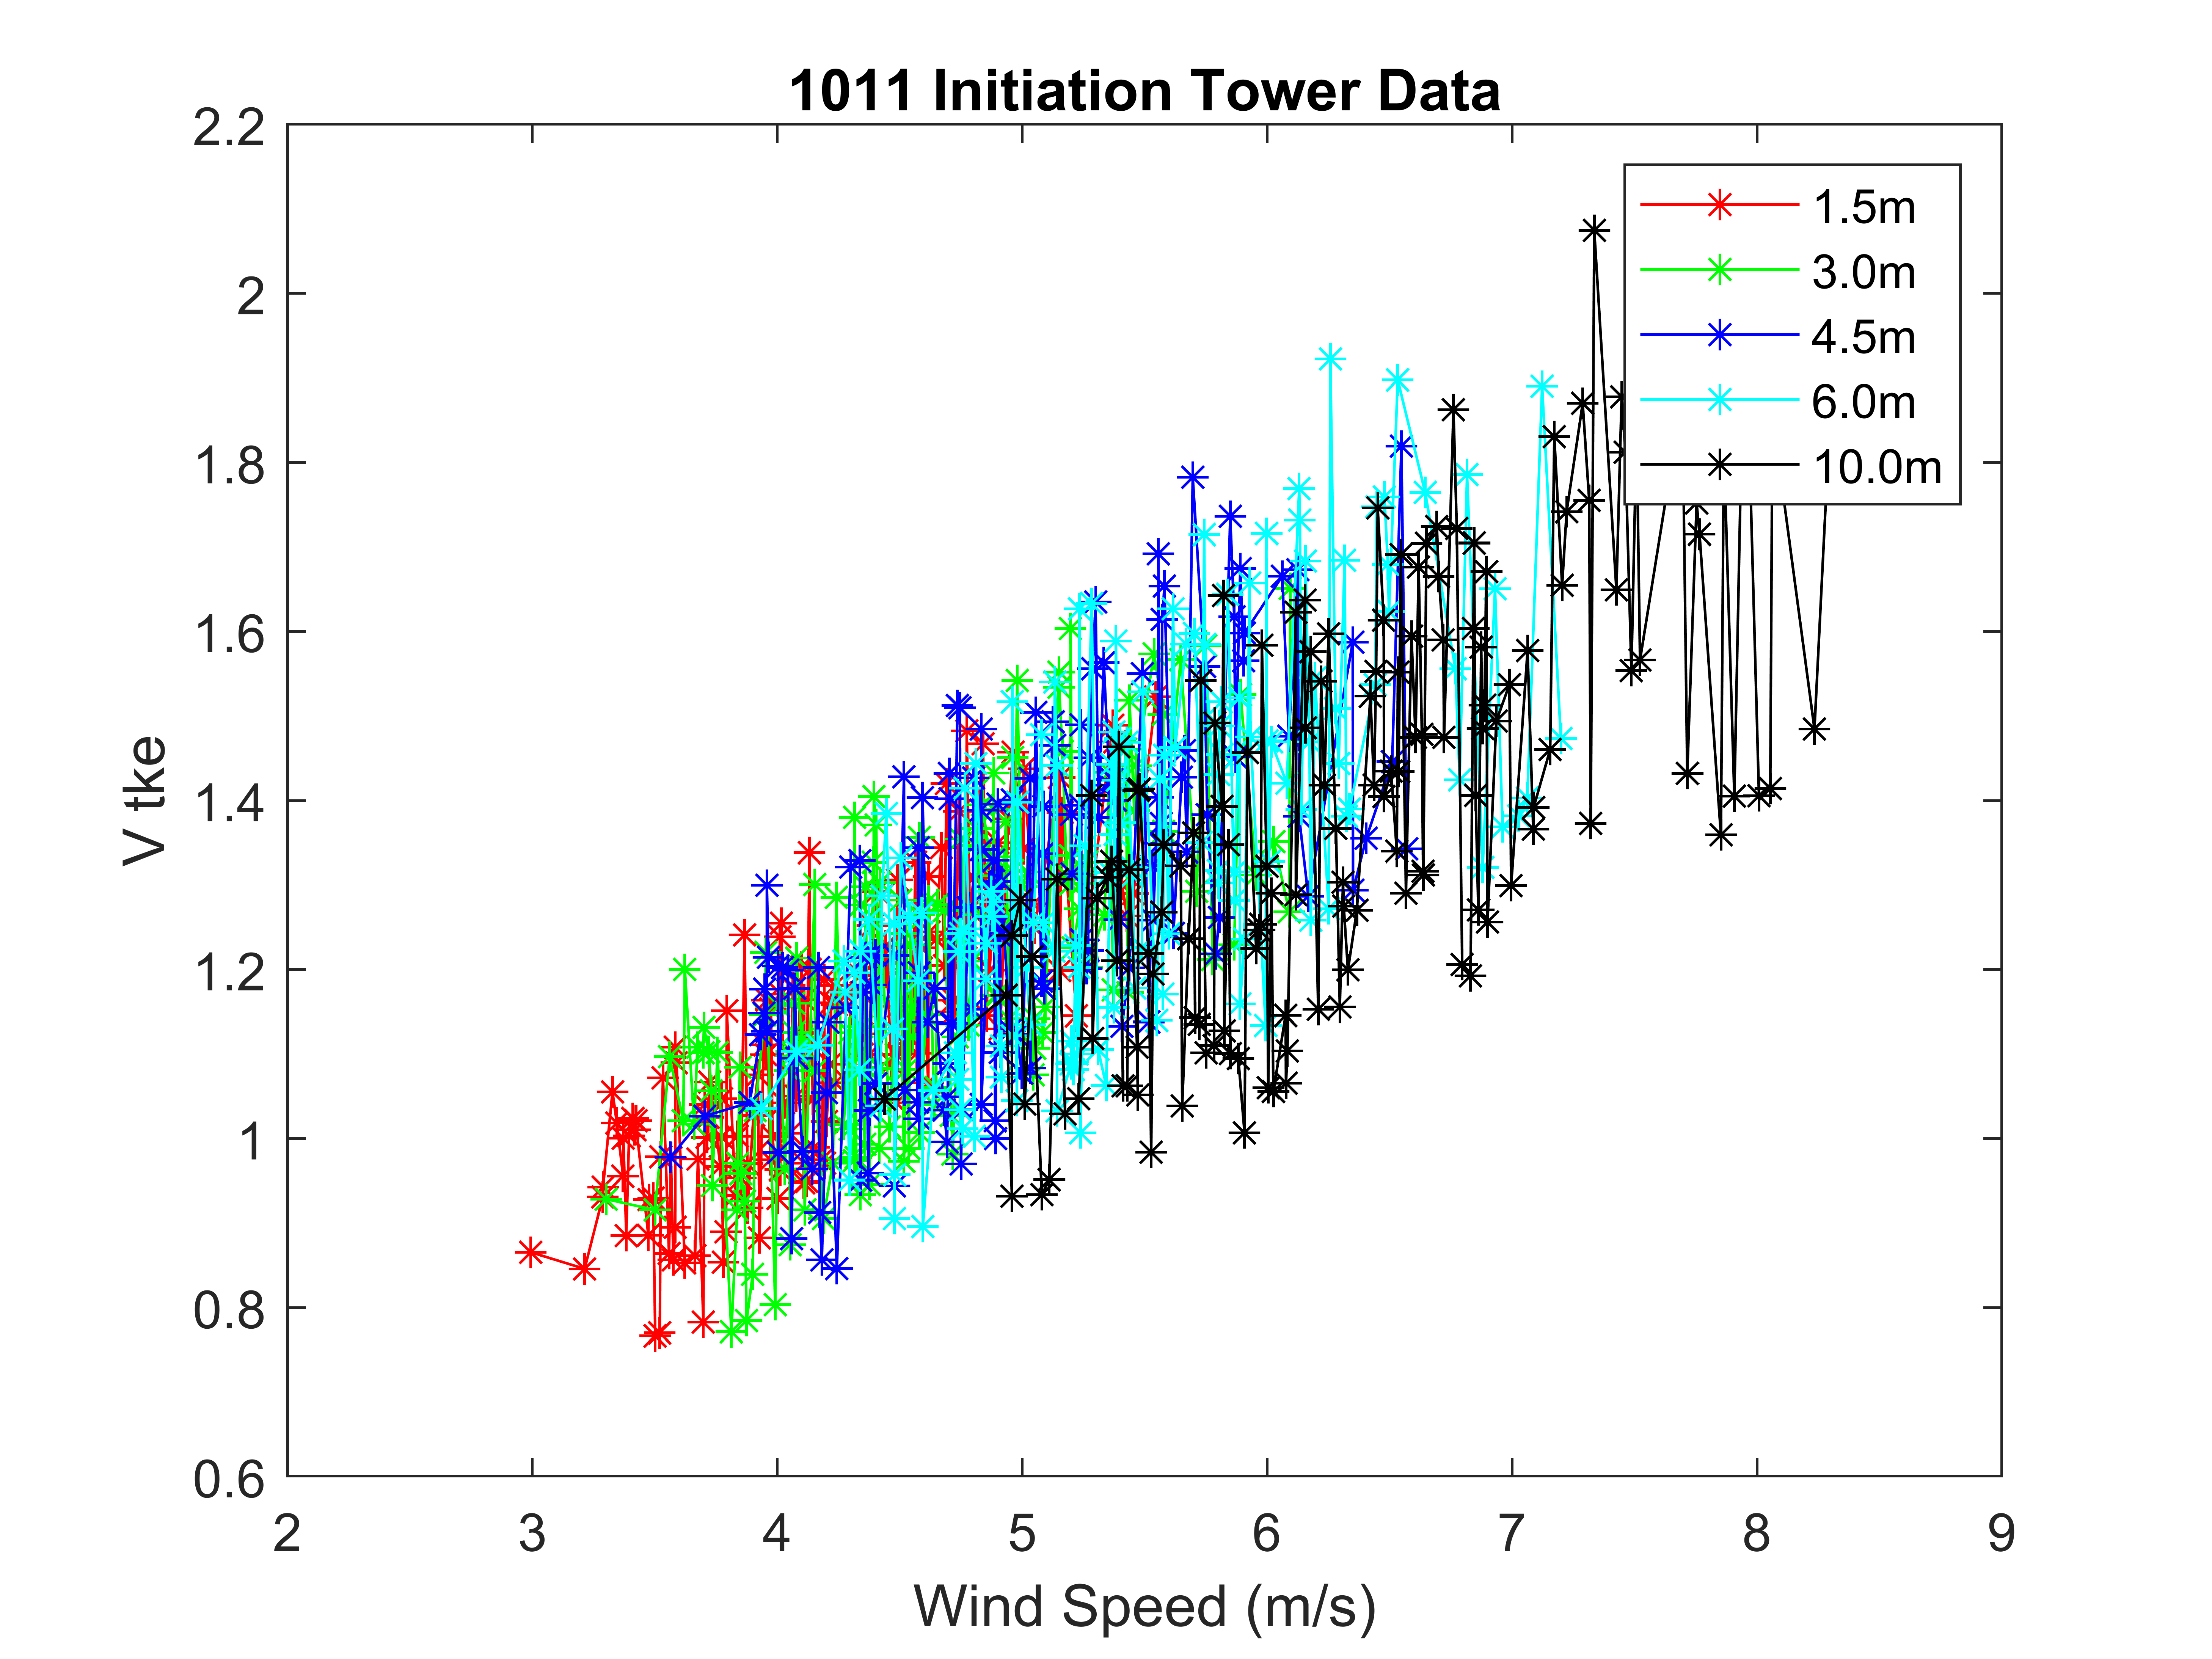 1011 Initiation Tower Data
2.2
2
1.8
1.6
1.4
1.2
1
0.8
0.6
V tke
1.5m
3.0m
4.5m
6.0m
10.0m
2 3 4 5 6 7 8 9
Wind Speed (m/s)